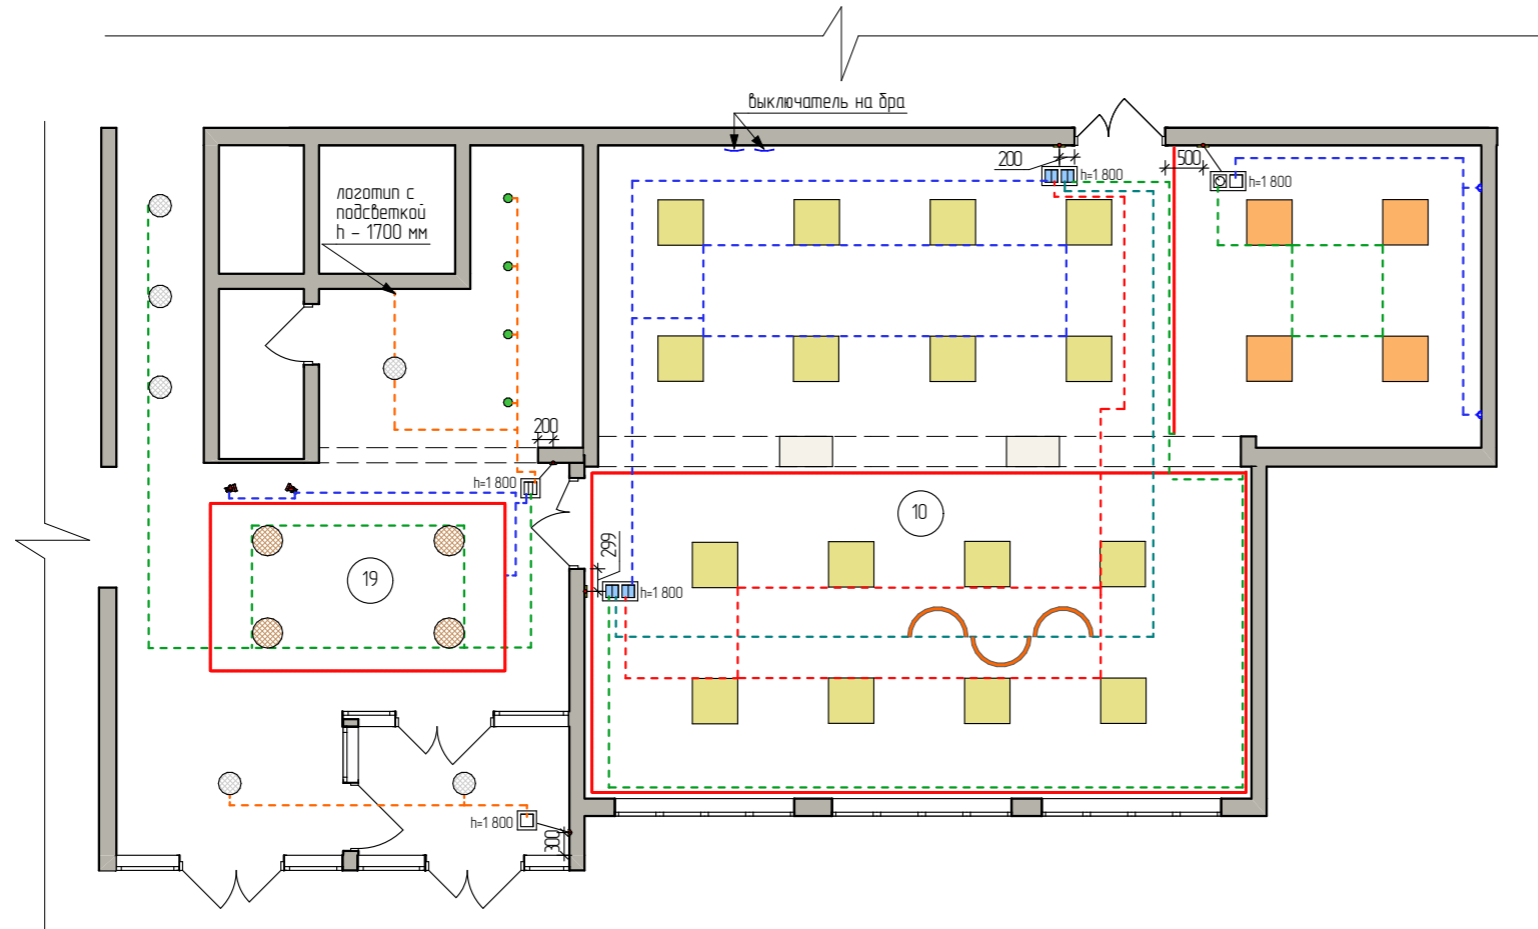 выключатель на бра
200
h=1 800
500
h=1 800
логотип с
подсветкой
h - 1700 мм
200
h=1 800
10
299
h=1 800
19
h=1 800
300